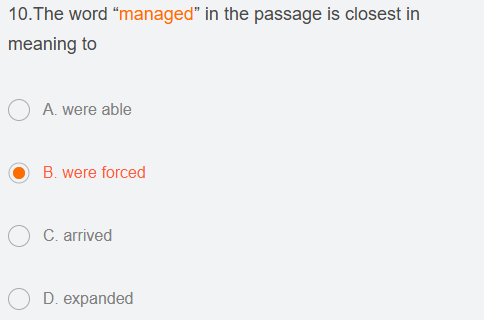 10.The word “managed” in the passage is closest in
meaning to
A. were able
B. were forced
C. arrived
D. expanded